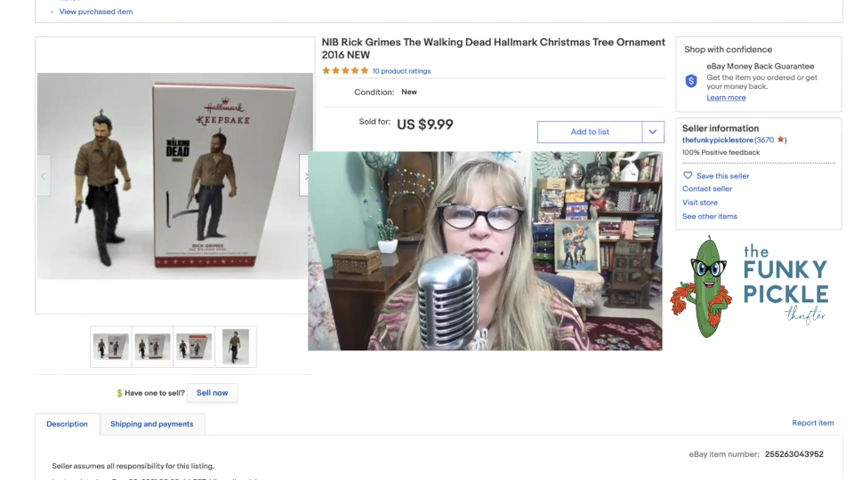 View purchased item
NIB Rick Grimes The Walking Dead Hallmark Christmas Tree Ornament
2016 NEW
10 product ratings
Condition: New
Sold for: US $9.99
Add to list
Hallmark
KEEPSAKE
THE WALKING
DEAD
RICK GRIMES
Shop with confidence
eBay Money Back Guarantee
Get the item you ordered or get
your money back.
Learn more
Seller information
thefunkypicklestore (3670 )
100% Positive feedback
Save this seller
Contact seller
Visit store
See other items
the
FUNKY
PICKLE
thrifter
Have one to sell? Sell now
Description
Shipping and payments
Report item
eBay item number: 255263043952
Seller assumes all responsibility for this listing.